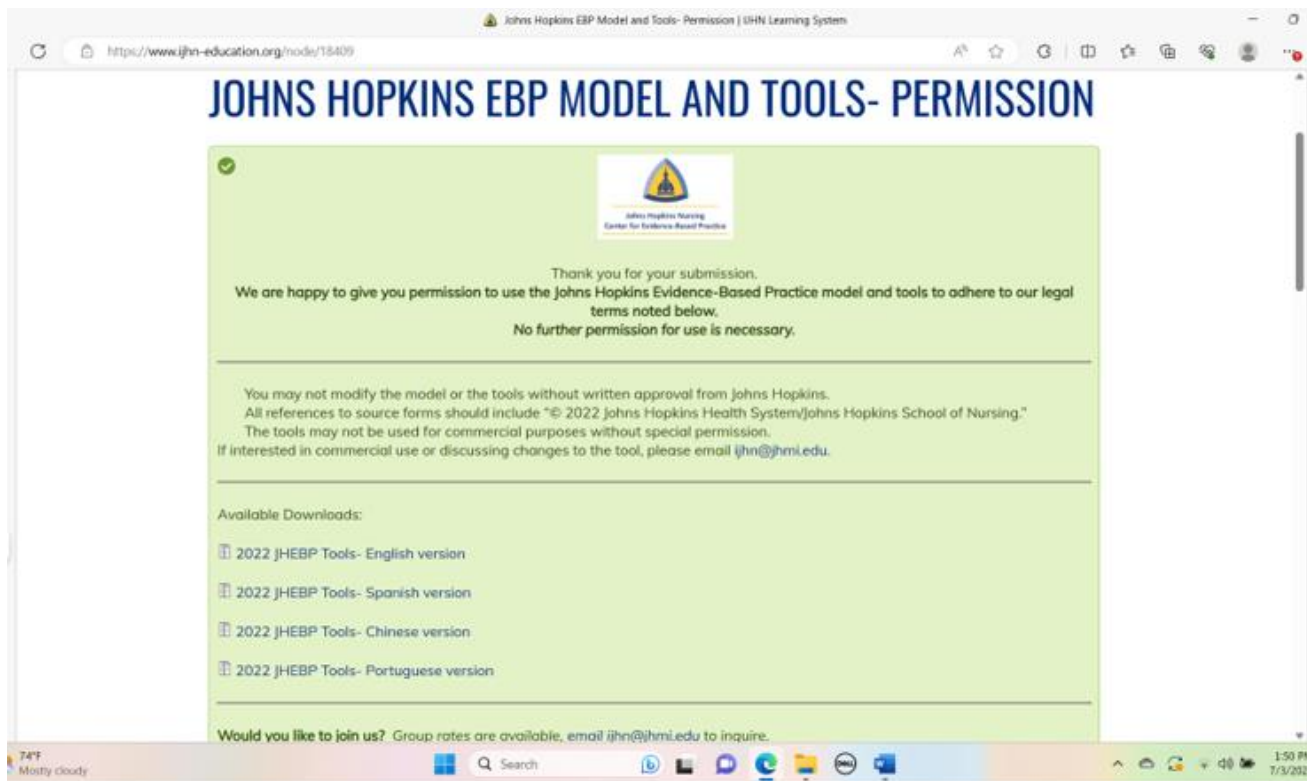 Johns Hopkins EBP Model and Tools- Permission | IJHN Learning System
https://www.ijhn-education.org/node/18409
JOHNS HOPKINS EBP MODEL AND TOOLS- PERMISSION
Johns Hopkins Nursing
Center for Evidence-Based Practice
Thank you for your submission.
We are happy to give you permission to use the Johns Hopkins Evidence-Based Practice model and tools to adhere to our legal
terms noted below.
No further permission for use is necessary.
You may not modify the model or the tools without written approval from Johns Hopkins.
All references to source forms should include "© 2022 Johns Hopkins Health System/Johns Hopkins School of Nursing."
The tools may not be used for commercial purposes without special permission.
If interested in commercial use or discussing changes to the tool, please email ijhn@jhmi.edu.
Available Downloads:
2022 JHEBP Tools- English version
2022 JHEBP Tools- Spanish version
2022 JHEBP Tools- Chinese version
2022 JHEBP Tools- Portuguese version
Would you like to join us? Group rates are available, email ijhn@jhmi.edu to inquire.
74°F
Mostly cloudy
Search
DELL
1:50 P
7/3/202